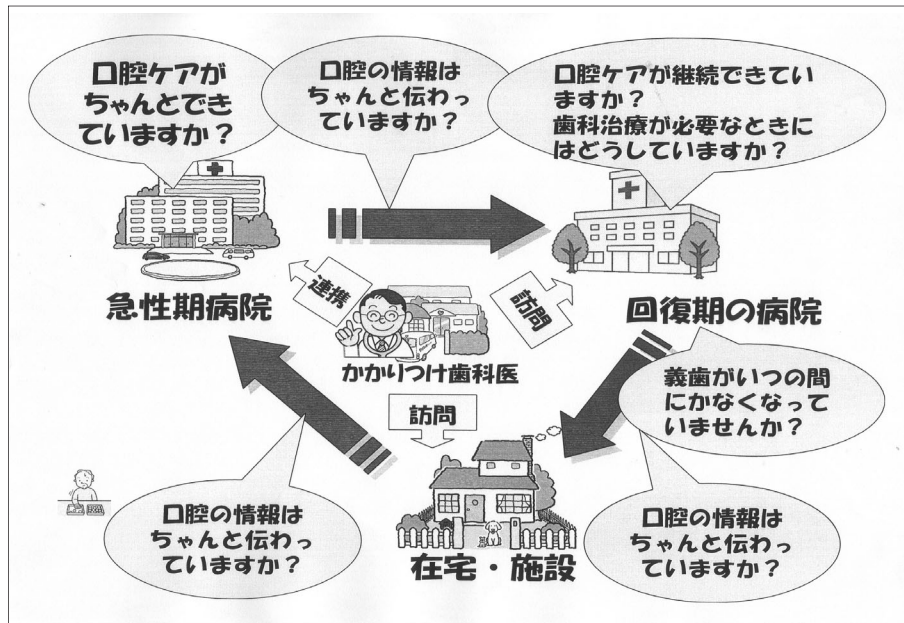 口腔ケアが
ちゃんとでき
ていますか？
口腔の情報は
ちゃんと伝わっ
ていますか？
口腔ケアが継続できてい
ますか？
歯科治療が必要なときに
はどうしていますか？
急性期病院
連携
訪問
回復期の病院
かかりつけ歯科医
訪問
義歯がいつの間
にかなくなって
いませんか？
口腔の情報は
ちゃんと伝わっ
ていますか？
在宅・施設
口腔の情報は
ちゃんと伝わっ
ていますか？